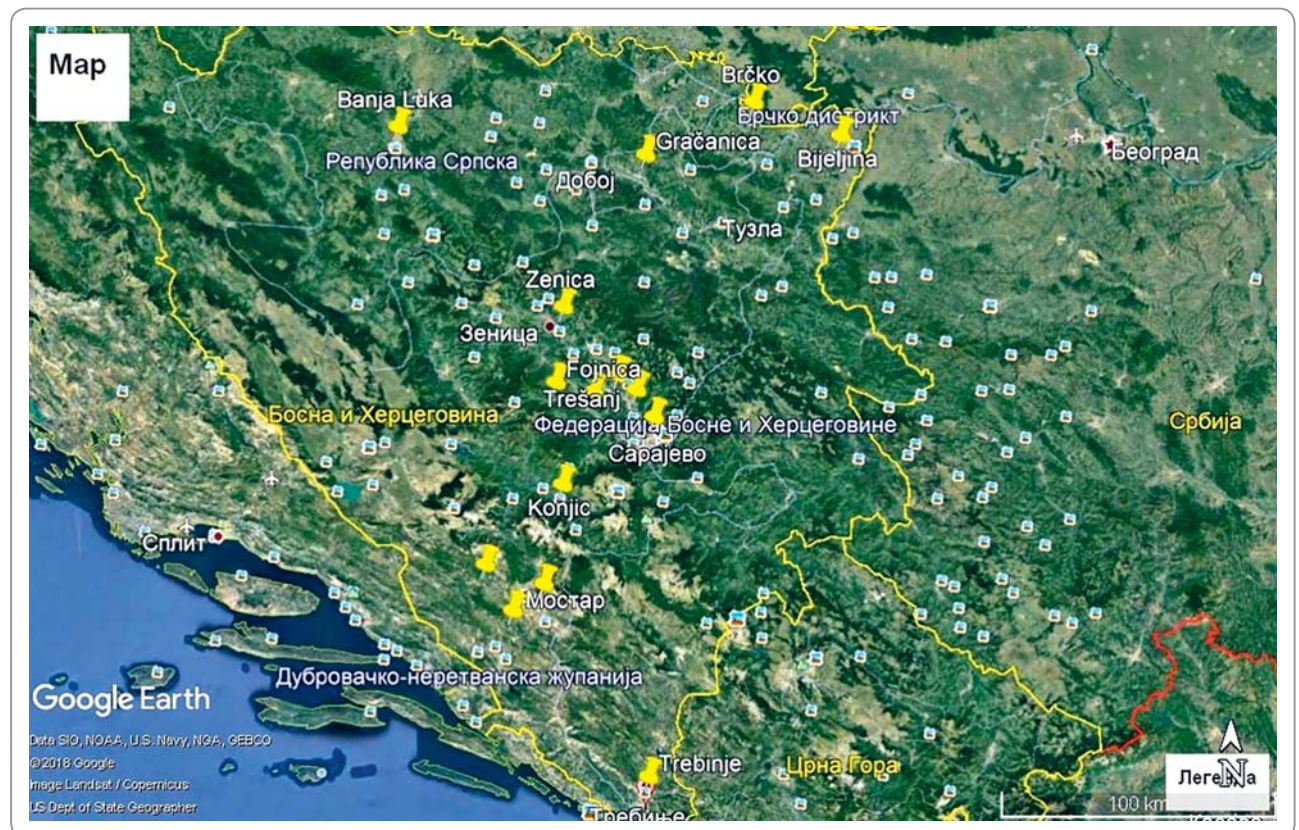 Map
Brčko
Banja Luka
Брчко дистрикт
Gračanica
Bijeljina
Београд
Република Српска
Добој
Тузла
Zenica
Зеница
Fojnica
Trešanj
Босна и Херцеговина
Федерација Босне и Херцеговине
Србија
Сарајево
Konjic
Сплит
Мостар
Дубровачко-неретванска жупанија
Google Earth
Data SIO, NOAA, U.S. Navy, NGA, GEBCO
©2018 Google
Image Landsat / Copernicus
US Dept of State Geographer
Trebinje
Црна Гора
N
100 km
Требиње